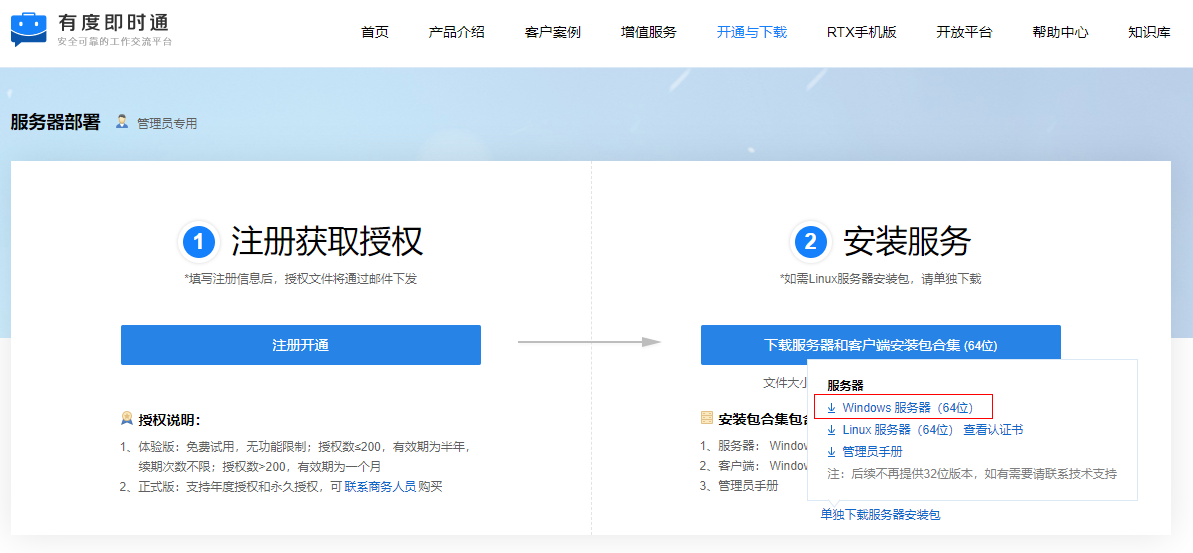 有度即时通
安全可靠的工作交流平台
首页 产品介绍 客户案例 增值服务 开通与下载 RTX手机版 开放平台 帮助中心 知识库
服务器部署 管理员专用
1 注册获取授权
*填写注册信息后，授权文件将通过邮件下发
注册开通
授权说明：
1、体验版：免费试用，无功能限制；授权数≤200，有效期为半年，
续期次数不限；授权数>200，有效期为一个月
2、正式版：支持年度授权和永久授权，可联系商务人员购买
2 安装服务
*如需Linux服务器安装包，请单独下载
下载服务器和客户端安装包合集 (64位)
文件大小
安装包合集包含
1、服务器： Window
2、客户端： Window
3、管理员手册
服务器
Windows 服务器（64位）
Linux 服务器（64位） 查看认证书
管理员手册
注：后续不再提供32位版本，如有需要请联系技术支持
单独下载服务器安装包